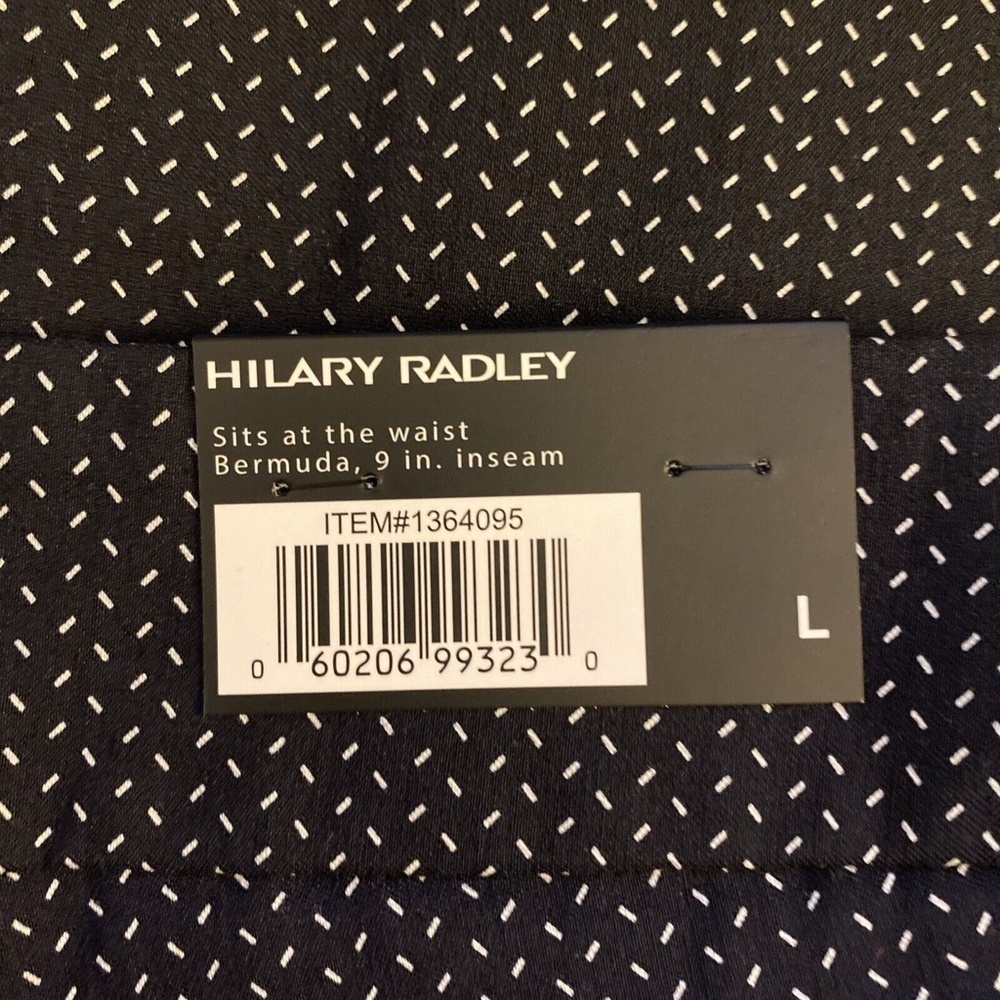 HILARY RADLEY
Sits at the waist
Bermuda, 9 in. inseam
ITEM#1364095
0 60206 99323 0
L